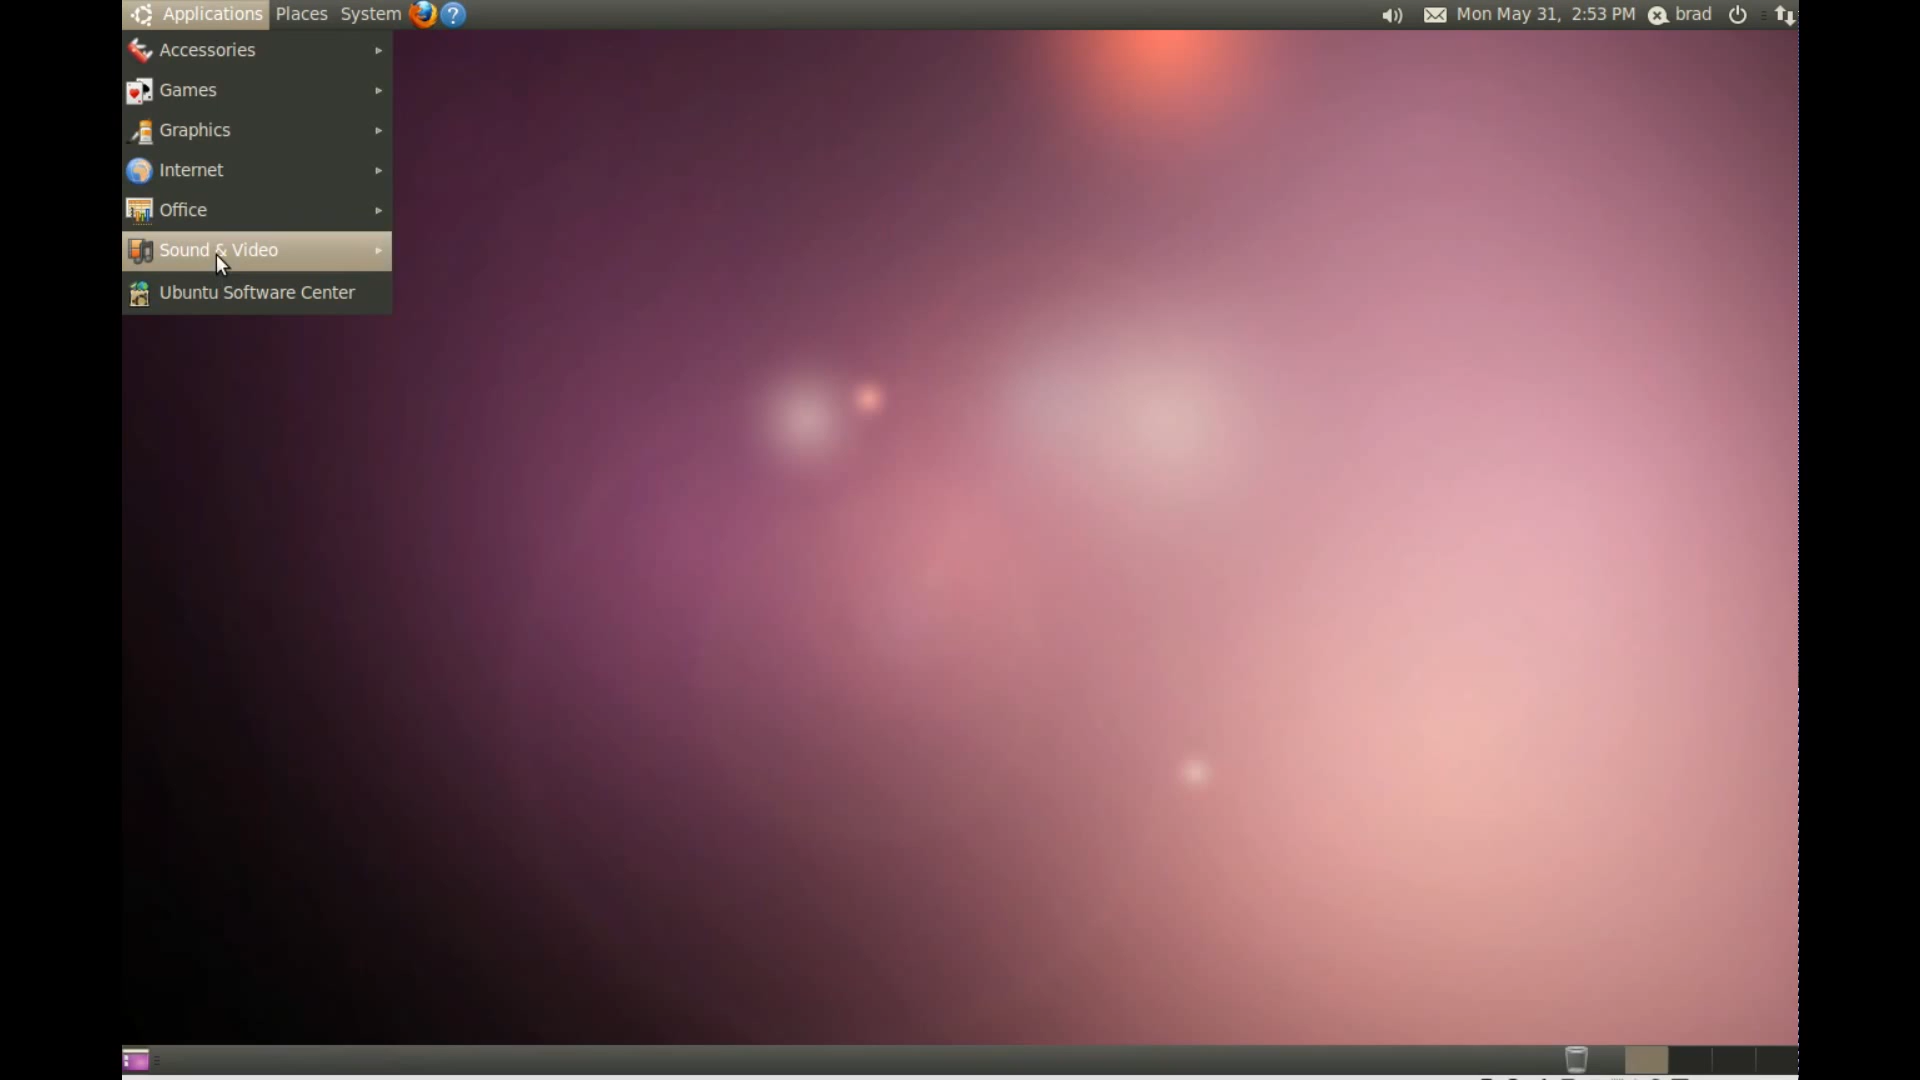 Applications Places System ? Mon May 31, 2:53 PM brad
Accessories
Games
Graphics
Internet
Office
Sound & Video
Ubuntu Software Center